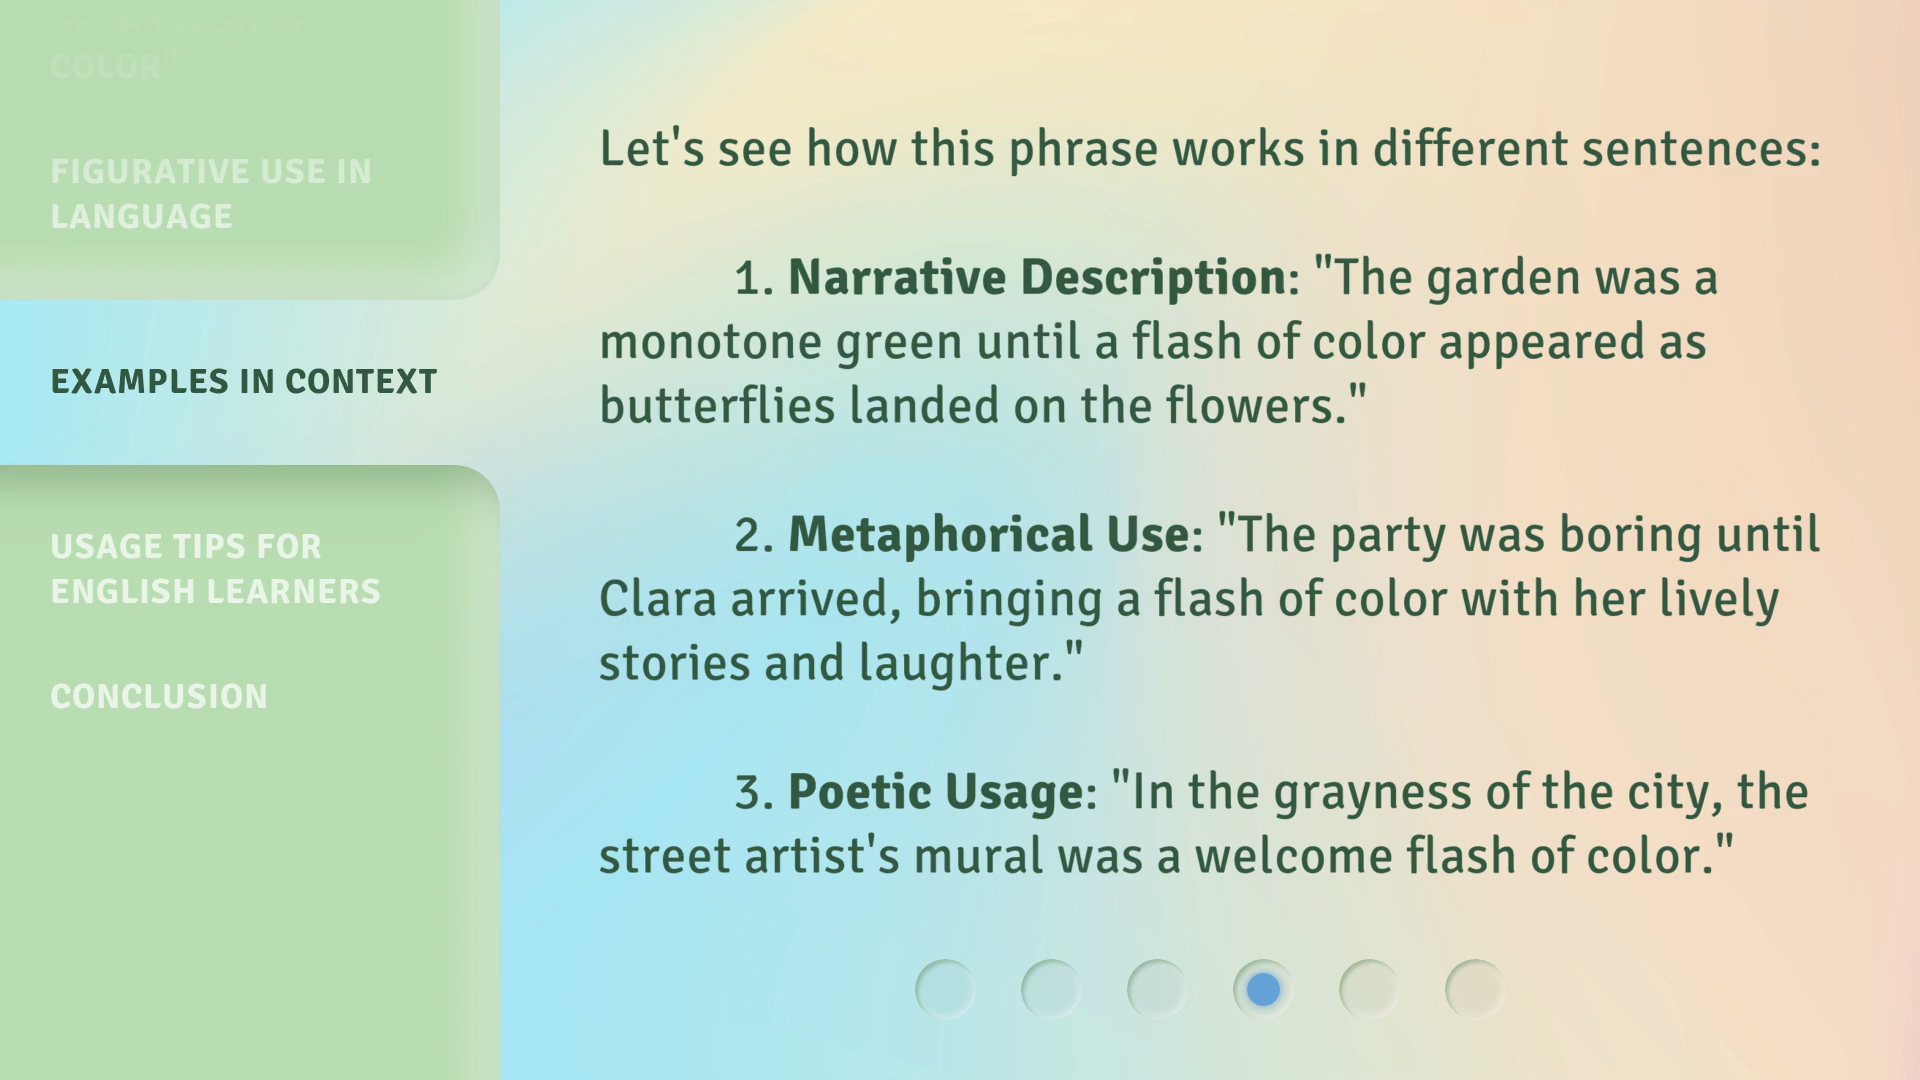 COLOR"
FIGURATIVE USE IN
LANGUAGE
EXAMPLES IN CONTEXT
USAGE TIPS FOR
ENGLISH LEARNERS
CONCLUSION
Let's see how this phrase works in different sentences:
1. Narrative Description: "The garden was a
monotone green until a flash of color appeared as
butterflies landed on the flowers."
2. Metaphorical Use: "The party was boring until
Clara arrived, bringing a flash of color with her lively
stories and laughter."
3. Poetic Usage: "In the grayness of the city, the
street artist's mural was a welcome flash of color."